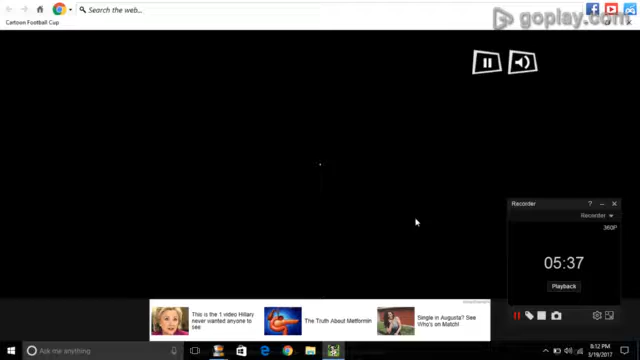 Search the web...
goplay.com
Cartoon Football Cup
Recorder
Recorder
360P
05:37
Playback
This is the 1 video Hillary
never wanted anyone to
see
The Truth About Metformin
Single in Augusta? See
Who's on Match!
Ask me anything
8:12 PM
5/19/2017